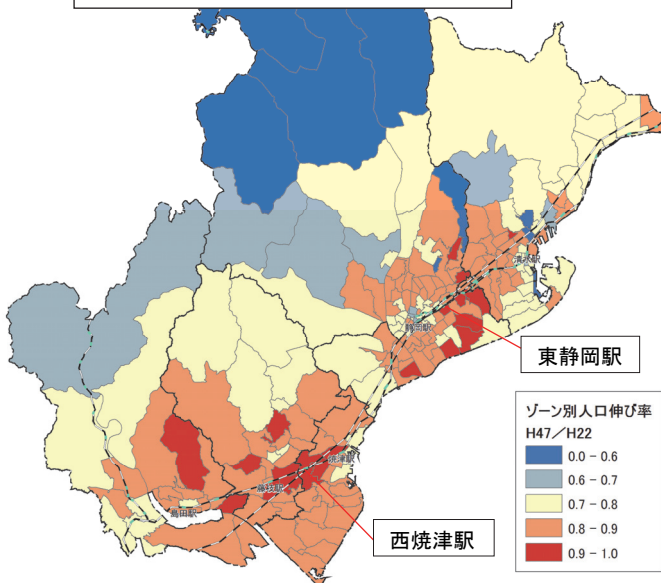 清水駅
静岡駅
東静岡駅
ゾーン別人口伸び率
H47/H22
0.0 - 0.6
0.6 - 0.7
0.7 - 0.8
0.8 - 0.9
0.9 - 1.0
焼津駅
藤枝駅
島田駅
西焼津駅